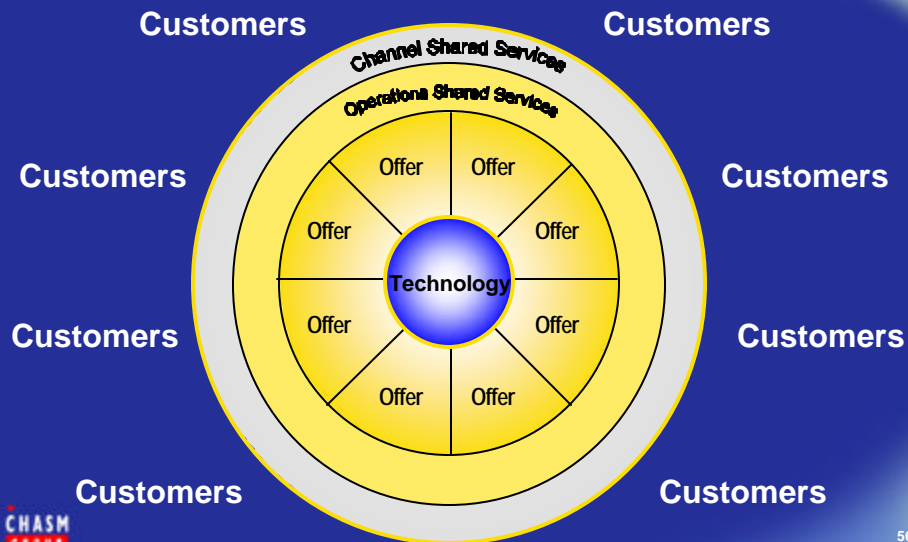 Customers Customers
Channel Shared Services
Operations Shared Services
Offer Offer
Customers Customers
Offer Offer
Technology
Offer Offer
Customers Customers
Offer Offer
Customers Customers
CHASM
56